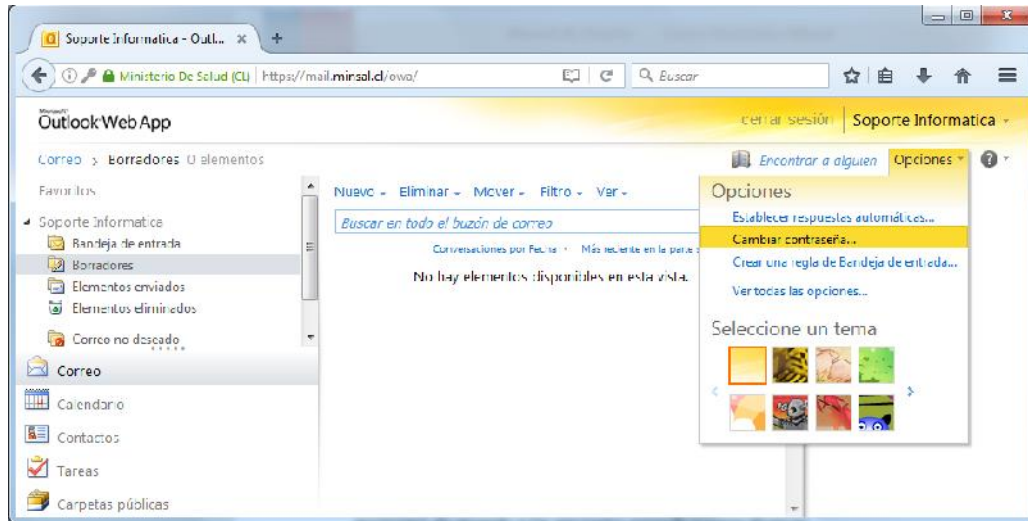 Soporte Informatica - Outl... × +
Ministerio De Salud (CL) https://mail.minsal.cl/owa/ Buscar
Microsoft
Outlook Web App
cerrar sesión Soporte Informatica
Correo > Borradores 0 elementos
Encontrar a alguien Opciones ?
Favoritos
Nuevo Eliminar Mover Filtro Ver
Soporte Informatica
Buscar en todo el buzón de correo
Bandeja de entrada
Conversaciones por Fecha Más reciente en la parte s
Borradores
No hay elementos disponibles en esta vista.
Elementos enviados
Elementos eliminados
Correo no deseado
Correo
Calendario
Contactos
Tareas
Carpetas públicas
Opciones
Establecer respuestas automáticas...
Cambiar contraseña...
Crear una regla de Bandeja de entrada...
Ver todas las opciones...
Seleccione un tema